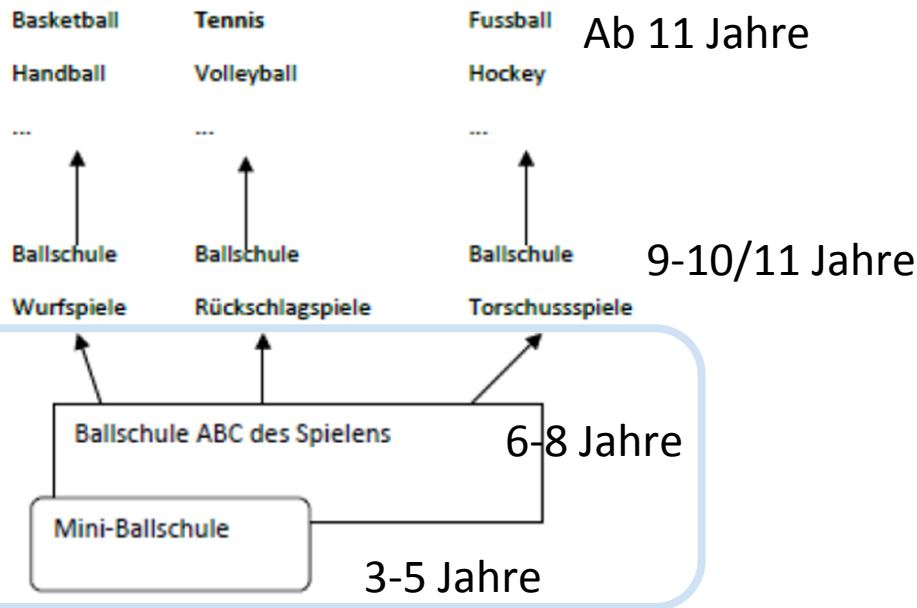 Basketball Tennis Fussball Ab 11 Jahre
Handball Volleyball Hockey
... ... ...
Ballschule Ballschule Ballschule 9-10/11 Jahre
Wurfspiele Rückschlagspiele Torschussspiele
Ballschule ABC des Spielens 6-8 Jahre
Mini-Ballschule
3-5 Jahre